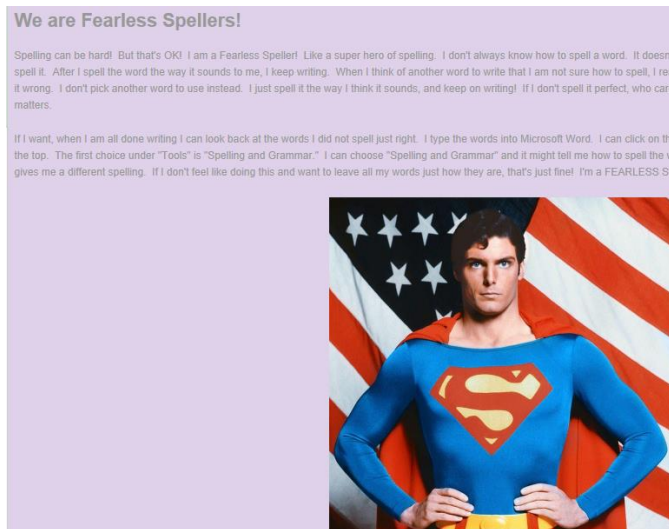 We are Fearless Spellers!
Spelling can be hard! But that's OK! I am a Fearless Speller! Like a super hero of spelling. I don't always know how to spell a word. It doesn
spell it. After I spell the word the way it sounds to me, I keep writing. When I think of another word to write that I am not sure how to spell, I re
it wrong. I don't pick another word to use instead. I just spell it the way I think it sounds, and keep on writing! If I don't spell it perfect, who car
matters.
If I want, when I am all done writing I can look back at the words I did not spell just right. I type the words into Microsoft Word. I can click on th
the top. The first choice under "Tools" is "Spelling and Grammar." I can choose "Spelling and Grammar" and it might tell me how to spell the
gives me a different spelling. If I don't feel like doing this and want to leave all my words just how they are, that's just fine! I'm a FEARLESS S